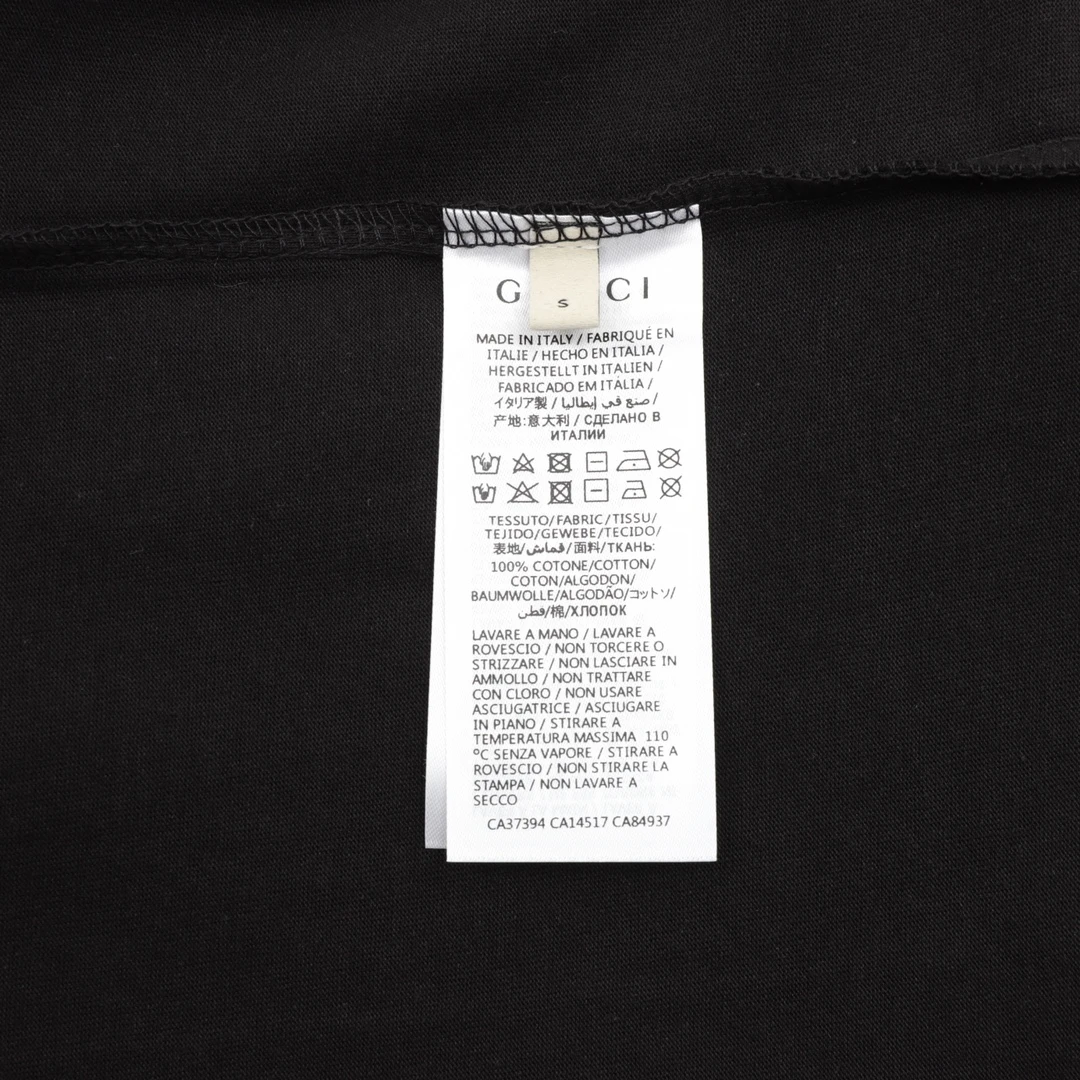 G CI
S
MADE IN ITALY / FABRIQUÉ EN
ITALIE / HECHO EN ITALIA /
HERGESTELLT IN ITALIEN /
FABRICADO EM ITÁLIA /
イタリア製 / صنع في إيطاليا /
产地:意大利 / СДЕЛАНО В
ИТАЛИИ
TESSUTO/FABRIC/TISSU/
TEJIDO/GEWEBE/TECIDO/
表地/قماش/面料/ТКАНЬ:
100% COTONE/COTTON/
COTON/ALGODON/
BAUMWOLLE/ALGODÃO/コットソ/
قطن/棉/ХЛОПОК
LAVARE A MANO / LAVARE A
ROVESCIO / NON TORCERE O
STRIZZARE / NON LASCIARE IN
AMMOLLO / NON TRATTARE
CON CLORO / NON USARE
ASCIUGATRICE / ASCIUGARE
IN PIANO / STIRARE A
TEMPERATURA MASSIMA 110
°C SENZA VAPORE / STIRARE A
ROVESCIO / NON STIRARE LA
STAMPA / NON LAVARE A
SECCO
CA37394 CA14517 CA84937